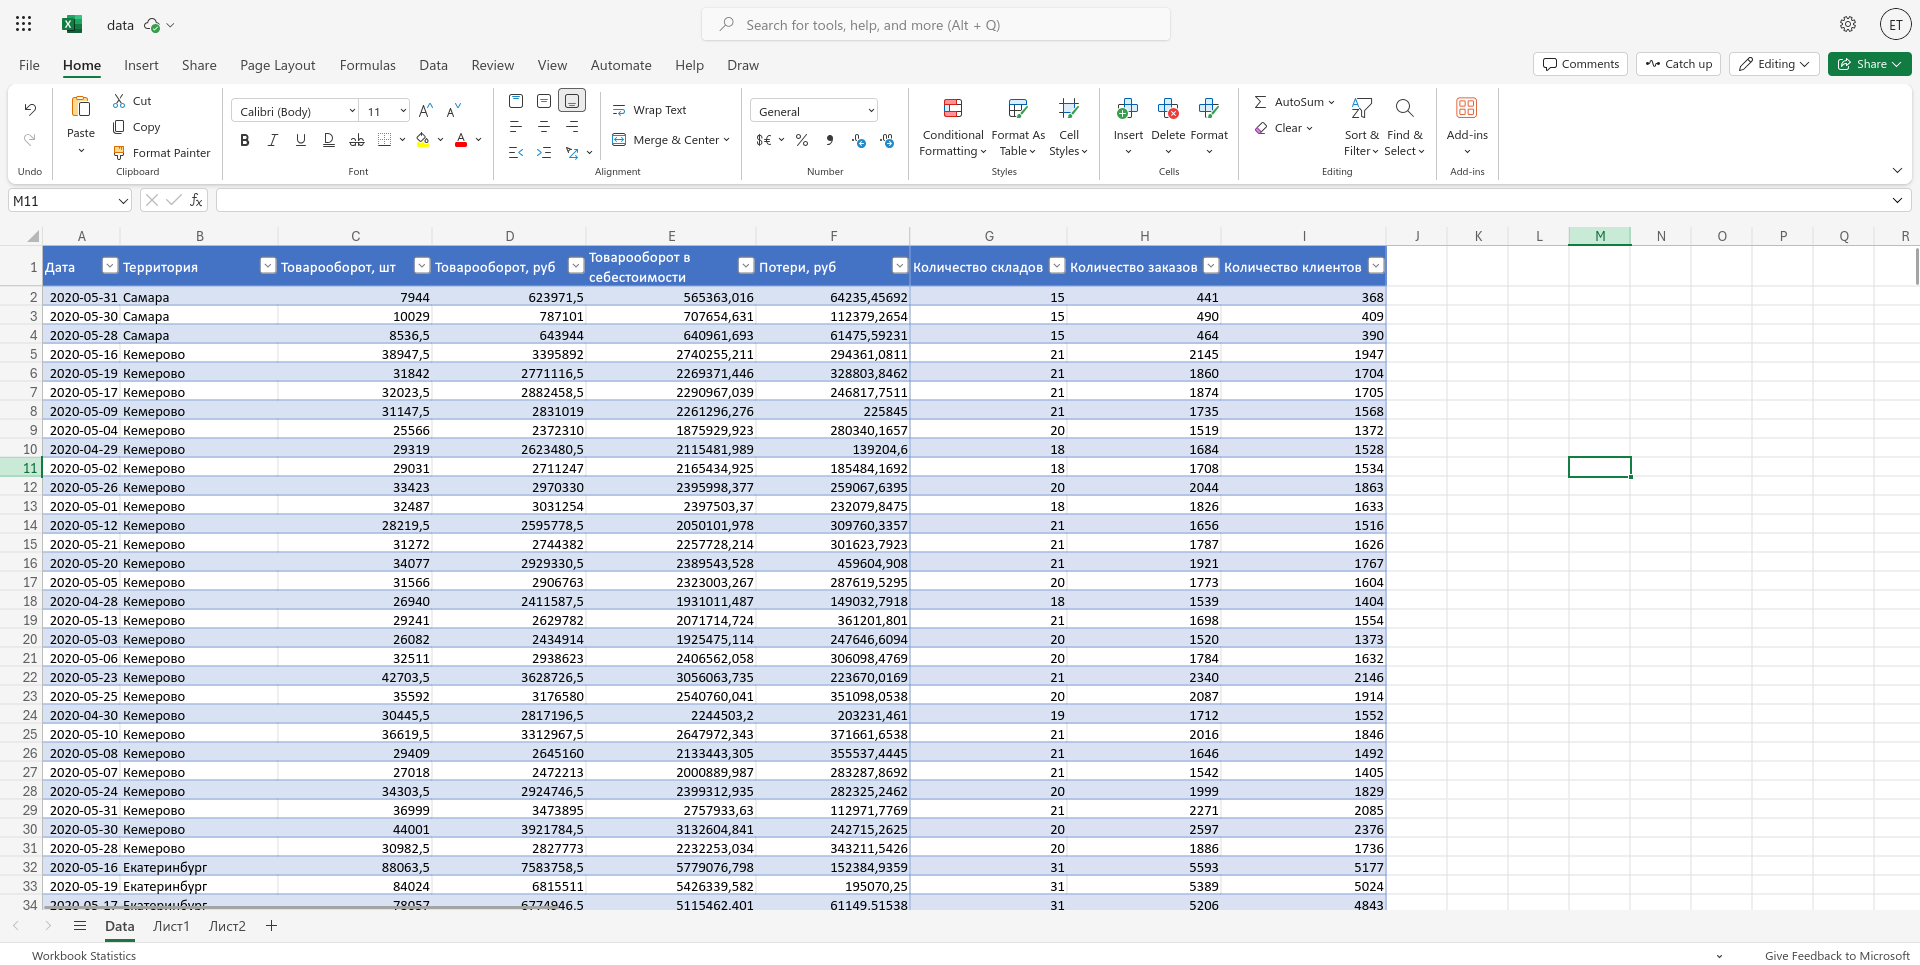 data
Search for tools, help, and more (Alt + Q)
ET
File Home Insert Share Page Layout Formulas Data Review View Automate Help Draw
Comments Catch up Editing Share
Paste Cut Calibri (Body) 11 Wrap Text General AutoSum
Copy Merge & Center Clear
Format Painter
B I U D ab A $€ % 9
Conditional Formatting Format As Table Cell Styles Insert Delete Format Sort & Filter Find & Select Add-ins
Undo Clipboard Font Alignment Number Styles Cells Editing Add-ins
M11 fx
A B C D E F G H I J K L M N O P Q R
1 Дата Территория Товарооборот, шт Товарооборот, руб Товарооборот в себестоимости Потери, руб Количество складов Количество заказов Количество клиентов
2 2020-05-31 Самара 7944 623971,5 565363,016 64235,45692 15 441 368
3 2020-05-30 Самара 10029 787101 707654,631 112379,2654 15 490 409
4 2020-05-28 Самара 8536,5 643944 640961,693 61475,59231 15 464 390
5 2020-05-16 Кемерово 38947,5 3395892 2740255,211 294361,0811 21 2145 1947
6 2020-05-19 Кемерово 31842 2771116,5 2269371,446 328803,8462 21 1860 1704
7 2020-05-17 Кемерово 32023,5 2882458,5 2290967,039 246817,7511 21 1874 1705
8 2020-05-09 Кемерово 31147,5 2831019 2261296,276 225845 21 1735 1568
9 2020-05-04 Кемерово 25566 2372310 1875929,923 280340,1657 20 1519 1372
10 2020-04-29 Кемерово 29319 2623480,5 2115481,989 139204,6 18 1684 1528
11 2020-05-02 Кемерово 29031 2711247 2165434,925 185484,1692 18 1708 1534
12 2020-05-26 Кемерово 33423 2970330 2395998,377 259067,6395 20 2044 1863
13 2020-05-01 Кемерово 32487 3031254 2397503,37 232079,8475 18 1826 1633
14 2020-05-12 Кемерово 28219,5 2595778,5 2050101,978 309760,3357 21 1656 1516
15 2020-05-21 Кемерово 31272 2744382 2257728,214 301623,7923 21 1787 1626
16 2020-05-20 Кемерово 34077 2929330,5 2389543,528 459604,908 21 1921 1767
17 2020-05-05 Кемерово 31566 2906763 2323003,267 287619,5295 20 1773 1604
18 2020-04-28 Кемерово 26940 2411587,5 1931011,487 149032,7918 18 1539 1404
19 2020-05-13 Кемерово 29241 2629782 2071714,724 361201,801 21 1698 1554
20 2020-05-03 Кемерово 26082 2434914 1925475,114 247646,6094 20 1520 1373
21 2020-05-06 Кемерово 32511 2938623 2406562,058 306098,4769 20 1784 1632
22 2020-05-23 Кемерово 42703,5 3628726,5 3056063,735 223670,0169 21 2340 2146
23 2020-05-25 Кемерово 35592 3176580 2540760,041 351098,0538 20 2087 1914
24 2020-04-30 Кемерово 30445,5 2817196,5 2244503,2 203231,461 19 1712 1552
25 2020-05-10 Кемерово 36619,5 3312967,5 2647972,343 371661,6538 21 2016 1846
26 2020-05-08 Кемерово 29409 2645160 2133443,305 355537,4445 21 1646 1492
27 2020-05-07 Кемерово 27018 2472213 2000889,987 283287,8692 21 1542 1405
28 2020-05-24 Кемерово 34303,5 2924746,5 2399312,935 282325,2462 20 1999 1829
29 2020-05-31 Кемерово 36999 3473895 2757933,63 112971,7769 21 2271 2085
30 2020-05-30 Кемерово 44001 3921784,5 3132604,841 242715,2625 20 2597 2376
31 2020-05-28 Кемерово 30982,5 2827773 2232253,034 343211,5426 20 1886 1736
32 2020-05-16 Екатеринбург 88063,5 7583758,5 5779076,798 152384,9359 31 5593 5177
33 2020-05-19 Екатеринбург 84024 6815511 5426339,582 195070,25 31 5389 5024
34 2020-05-17 Екатеринбург 78057 6774946,5 5115462,401 61149,51538 31 5206 4843
Data Лист1 Лист2
Workbook Statistics Give Feedback to Microsoft